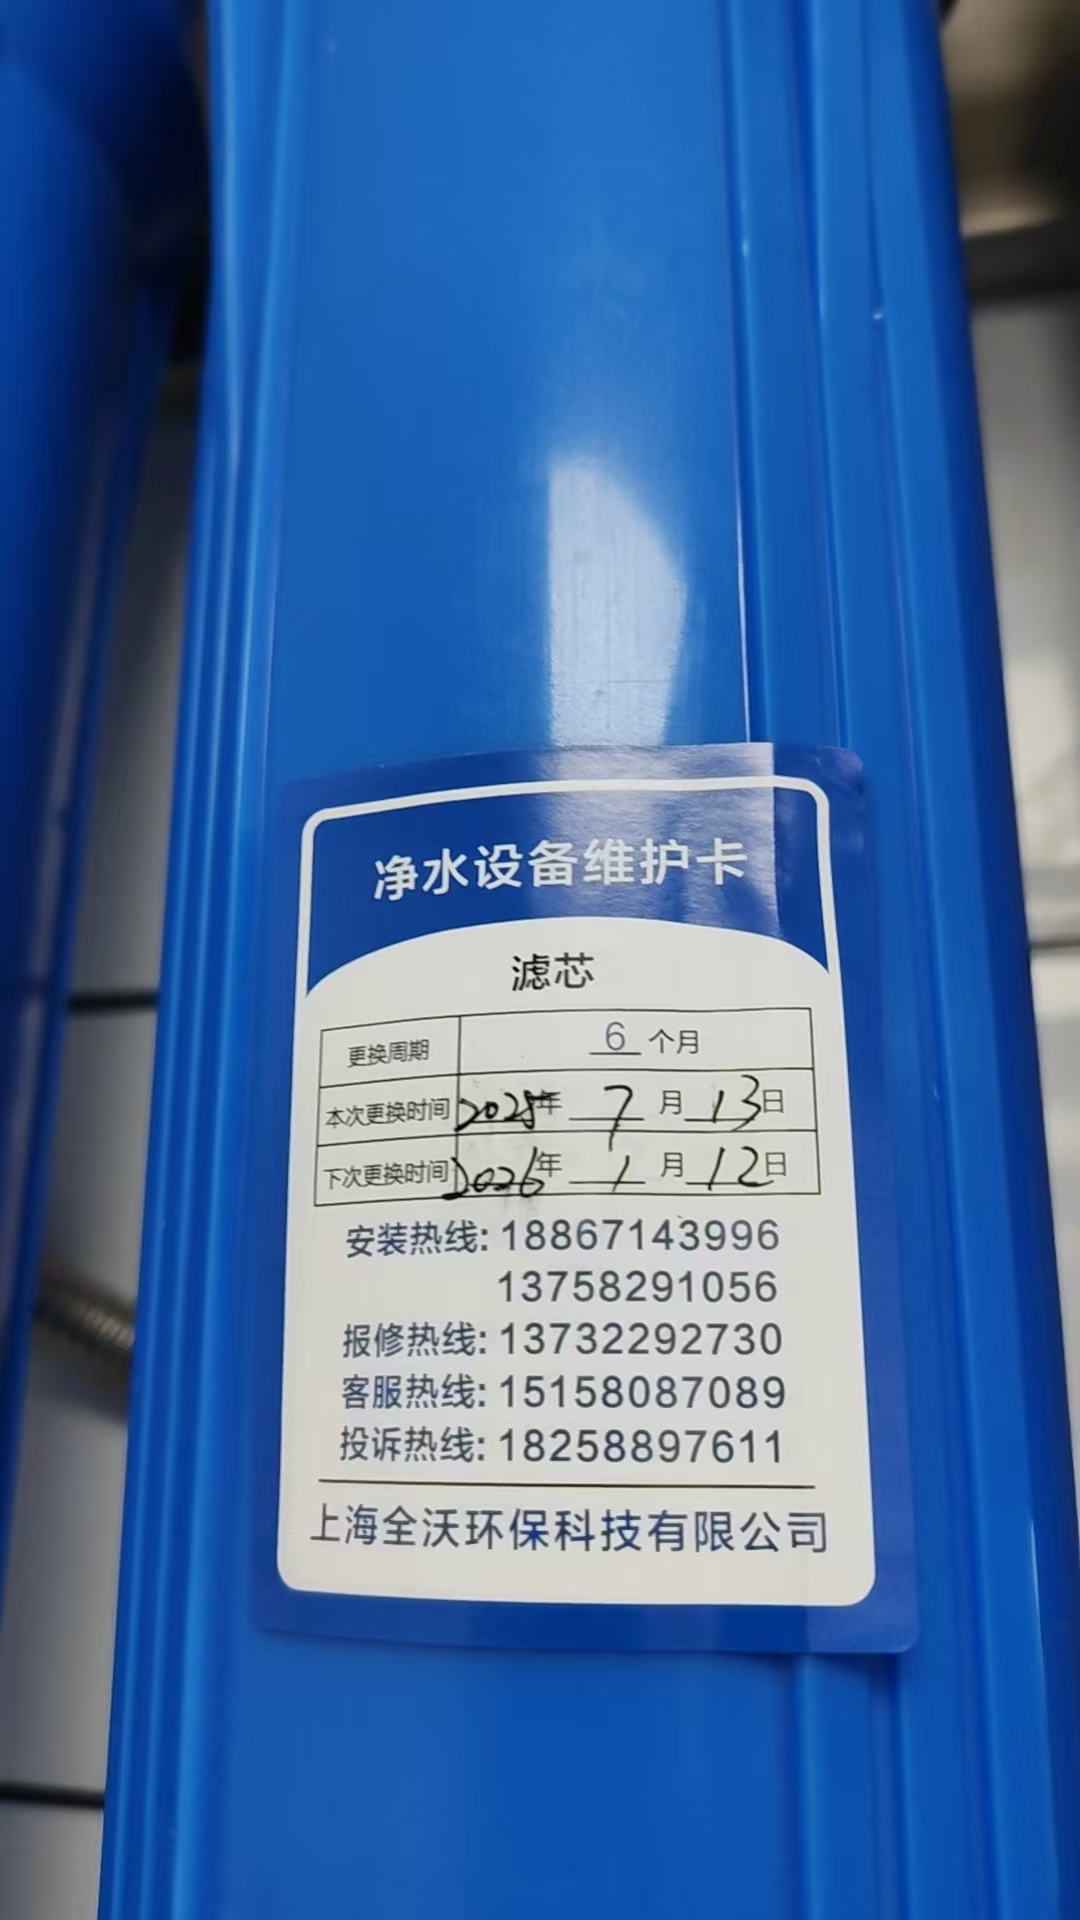 净水设备维护卡
滤芯
更换周期 6 个月
本次更换时间 2025年 7 月 13日
下次更换时间 2026年 1 月 12日
安装热线: 18867143996
13758291056
报修热线: 13732292730
客服热线: 15158087089
投诉热线: 18258897611
上海全沃环保科技有限公司